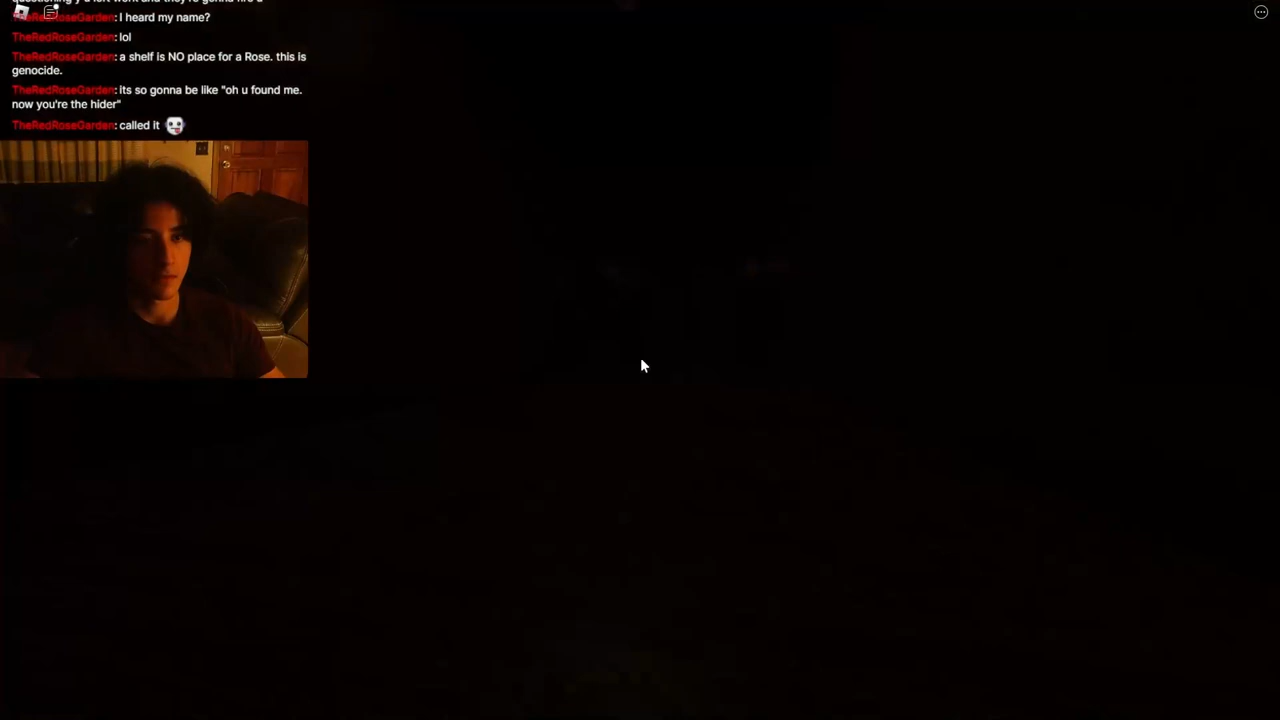 TheRedRoseGarden: I heard my name?
TheRedRoseGarden: lol
TheRedRoseGarden: a shelf is NO place for a Rose. this is
genocide.
TheRedRoseGarden: its so gonna be like "oh u found me.
now you're the hider"
TheRedRoseGarden: called it